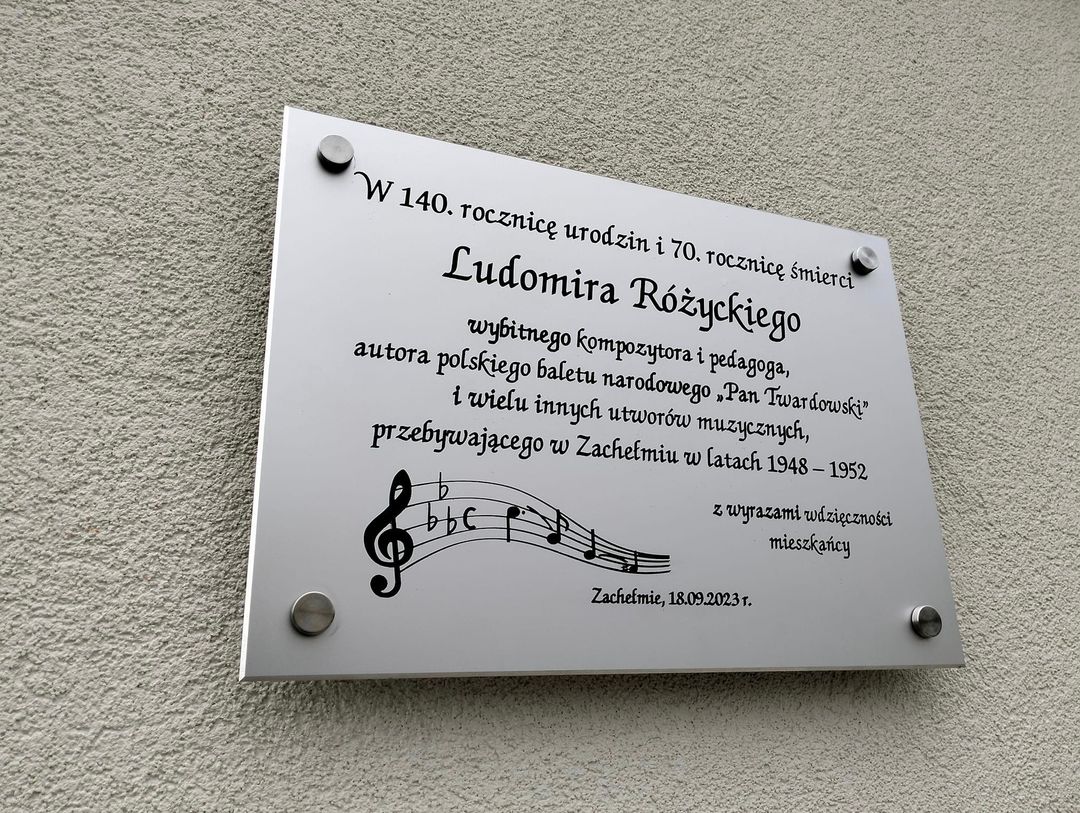 W 140. rocznicę urodzin i 70. rocznicę śmierci
Ludomira Różyckiego
wybitnego kompozytora i pedagoga,
autora polskiego baletu narodowego „Pan Twardowski”
i wielu innych utworów muzycznych,
przebywającego w Zachełmiu w latach 1948 – 1952
z wyrazami wdzięczności
mieszkańcy
Zachełmie, 18.09.2023 r.